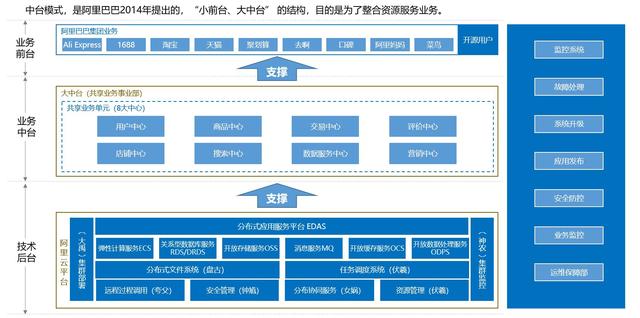 中台模式，是阿里巴巴2014年提出的，“小前台、大中台” 的结构，目的是为了整合资源服务业务。
业务
前台
阿里巴巴集团业务
Ali Express
1688
淘宝
天猫
聚划算
去啊
口碑
阿里妈妈
菜鸟
开源用户
支撑
业务
中台
大中台 (共享业务事业部)
共享业务单元 (8大中心)
用户中心
商品中心
交易中心
评价中心
店铺中心
搜索中心
数据服务中心
营销中心
支撑
技术
后台
阿里云平台
（大禹）集群部署
分布式应用服务平台 EDAS
弹性计算服务ECS
关系型数据库服务
RDS/DRDS
开放存储服务OSS
消息服务MQ
开放缓存服务OCS
开放数据处理服务
ODPS
分布式文件系统（盘古）
任务调度系统（伏羲）
远程过程调用（夸父）
安全管理（钟馗）
分布协同服务（女娲）
资源管理（伏羲）
（神农）集群监控
监控系统
故障处理
系统升级
应用发布
安全防控
业务监控
运维保障部